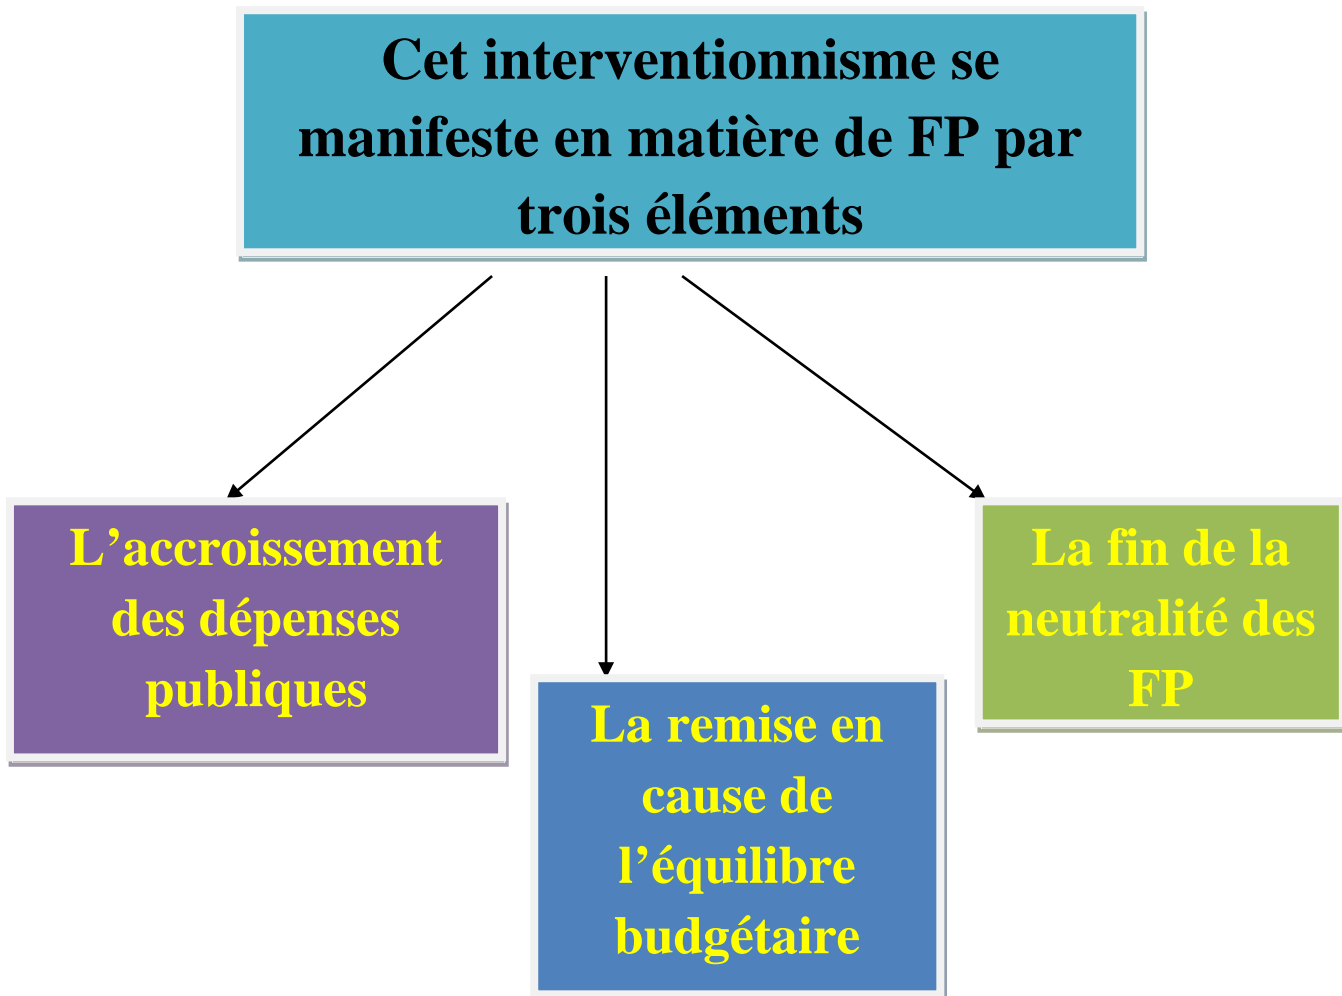 Cet interventionnisme se
manifeste en matière de FP par
trois éléments
L’accroissement
des dépenses
publiques
La remise en
cause de
l’équilibre
budgétaire
La fin de la
neutralité des
FP